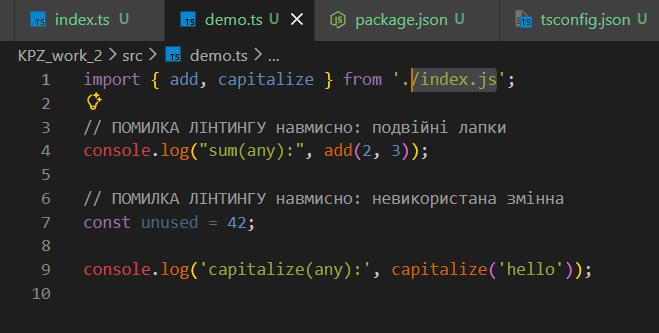 index.ts U demo.ts U package.json U tsconfig.json U
KPZ_work_2 > src > demo.ts > ...
1 import { add, capitalize } from './index.js';
2
3 // ПОМИЛКА ЛІНТИНГУ навмисно: подвійні лапки
4 console.log("sum(any):", add(2, 3));
5
6 // ПОМИЛКА ЛІНТИНГУ навмисно: невикористана змінна
7 const unused = 42;
8
9 console.log('capitalize(any):', capitalize('hello'));
10